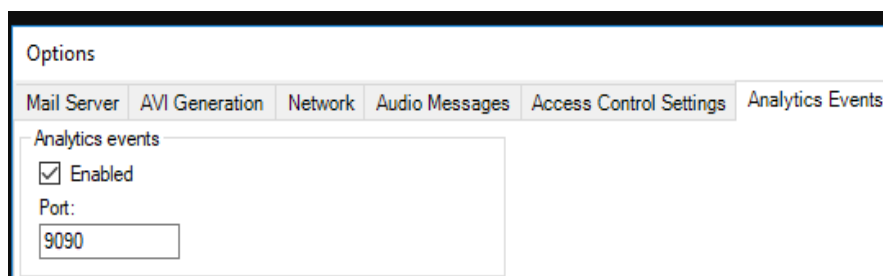 Options
Mail Server AVI Generation Network Audio Messages Access Control Settings Analytics Events
Analytics events
Enabled
Port:
9090